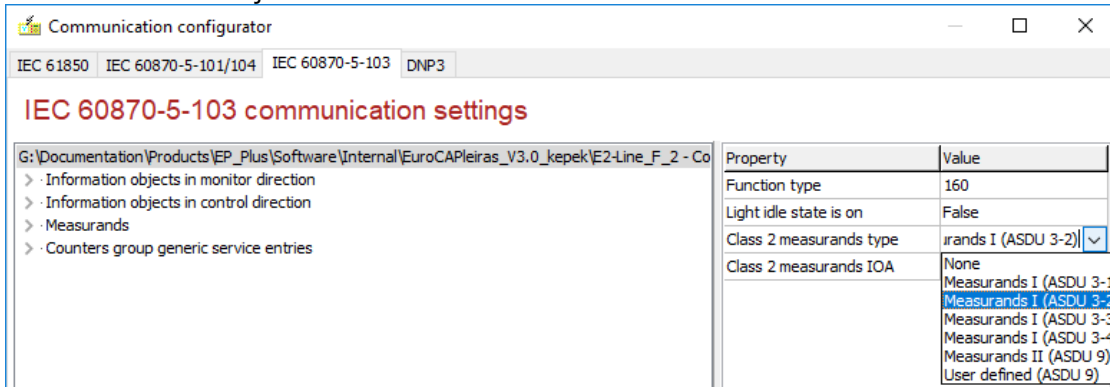 Communication configurator
IEC 61850 IEC 60870-5-101/104 IEC 60870-5-103 DNP3
IEC 60870-5-103 communication settings
G:\Documentation\Products\EP_Plus\Software\Internal\EuroCAPleiras_V3.0_kepek\E2-Line_F_2 - Co
Information objects in monitor direction
Information objects in control direction
Measurands
Counters group generic service entries
Property Value
Function type 160
Light idle state is on False
Class 2 measurands type urands I (ASDU 3-2)
Class 2 measurands IOA
None
Measurands I (ASDU 3-1
Measurands I (ASDU 3-2
Measurands I (ASDU 3-3
Measurands I (ASDU 3-4
Measurands II (ASDU 9)
User defined (ASDU 9)